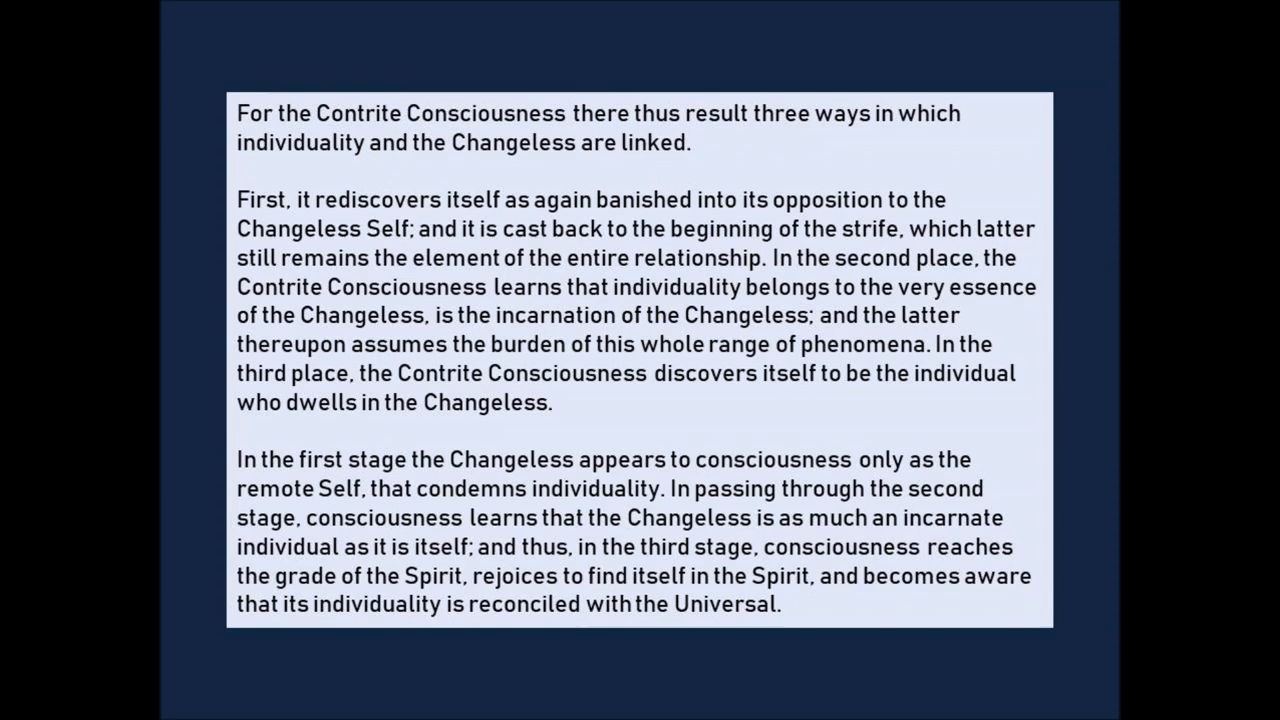 For the Contrite Consciousness there thus result three ways in which
individuality and the Changeless are linked.
First, it rediscovers itself as again banished into its opposition to the
Changeless Self; and it is cast back to the beginning of the strife, which latter
still remains the element of the entire relationship. In the second place, the
Contrite Consciousness learns that individuality belongs to the very essence
of the Changeless, is the incarnation of the Changeless; and the latter
thereupon assumes the burden of this whole range of phenomena. In the
third place, the Contrite Consciousness discovers itself to be the individual
who dwells in the Changeless.
In the first stage the Changeless appears to consciousness only as the
remote Self, that condemns individuality. In passing through the second
stage, consciousness learns that the Changeless is as much an incarnate
individual as it is itself; and thus, in the third stage, consciousness reaches
the grade of the Spirit, rejoices to find itself in the Spirit, and becomes aware
that its individuality is reconciled with the Universal.